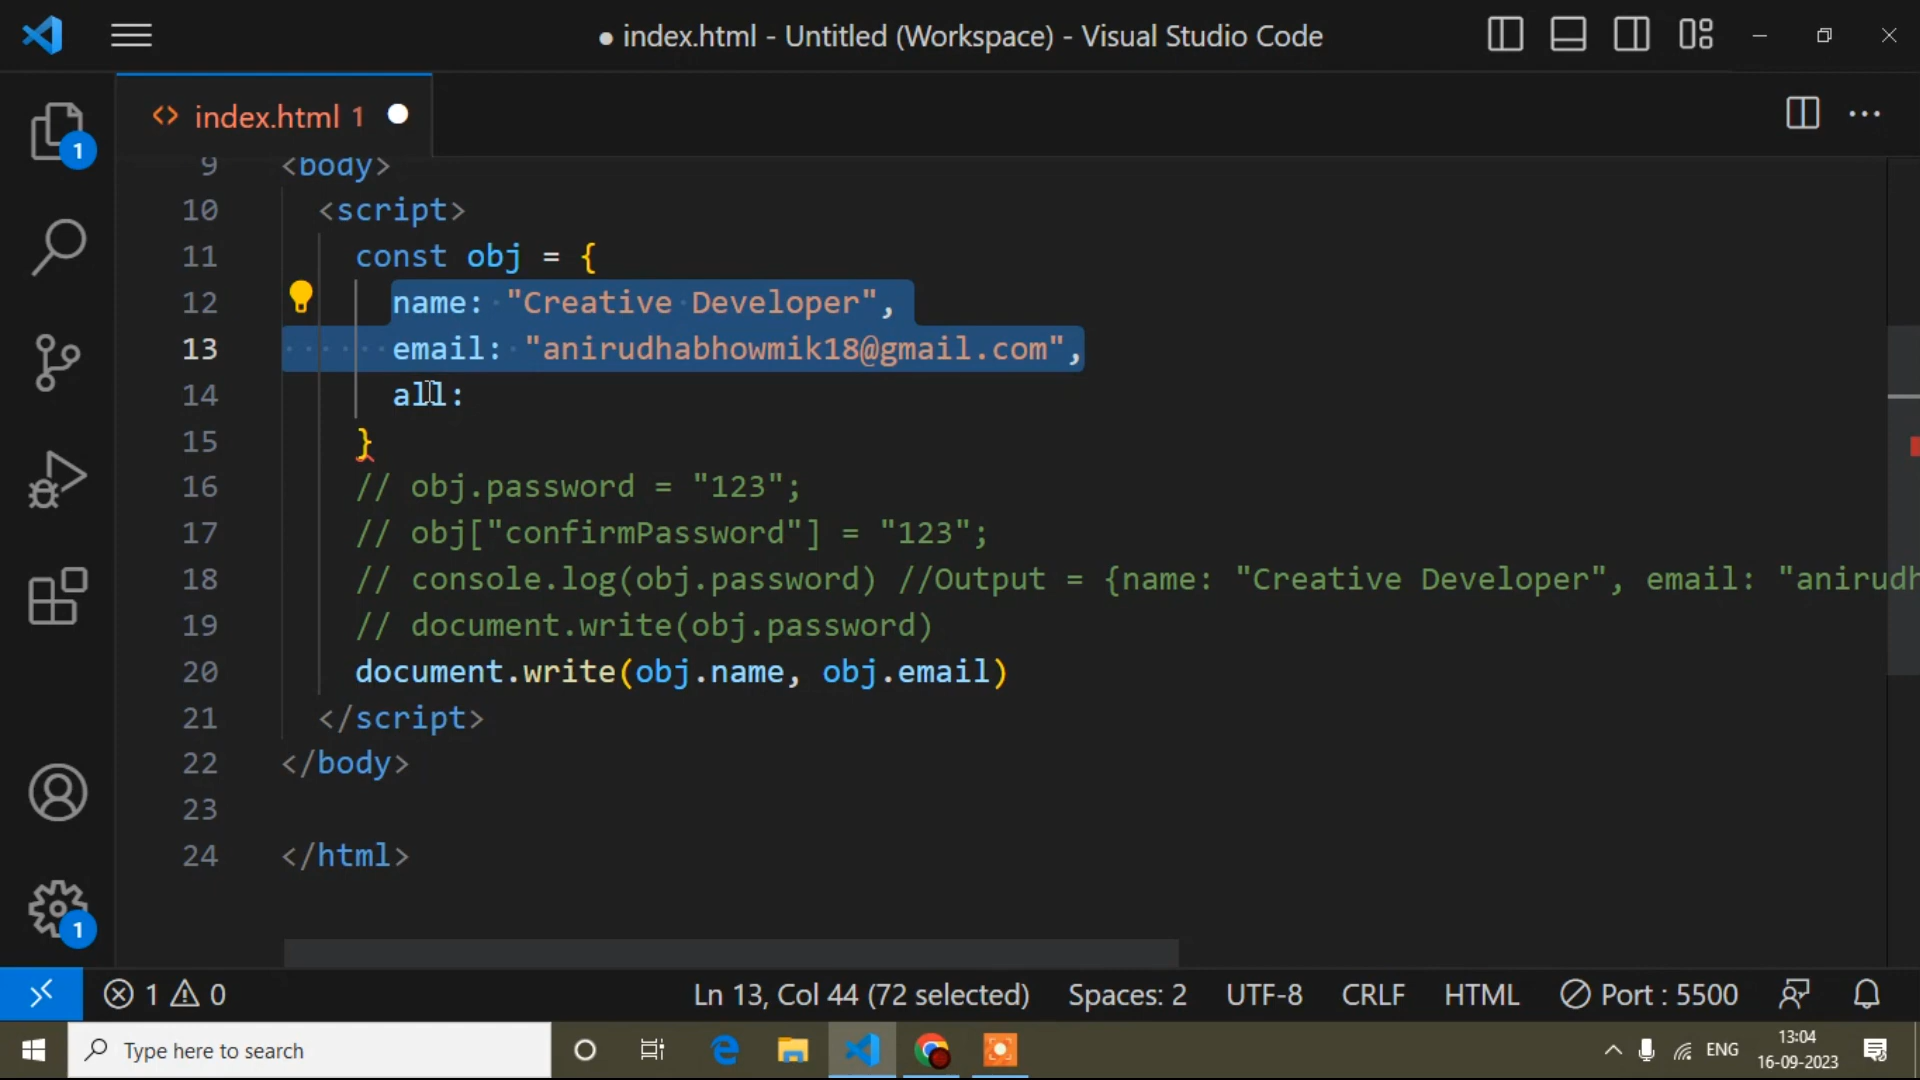 index.html - Untitled (Workspace) - Visual Studio Code
index.html 1
1
9 <body>
10 <script>
11 const obj = {
12 name: "Creative Developer",
13 email: "anirudhabhowmik18@gmail.com",
14 all:
15 }
16 // obj.password = "123";
17 // obj["confirmPassword"] = "123";
18 // console.log(obj.password) //Output = {name: "Creative Developer", email: "anirudh
19 // document.write(obj.password)
20 document.write(obj.name, obj.email)
21 </script>
22 </body>
23
24 </html>
1
1 0 Ln 13, Col 44 (72 selected) Spaces: 2 UTF-8 CRLF HTML Port : 5500
Type here to search
ENG
13:04
16-09-2023